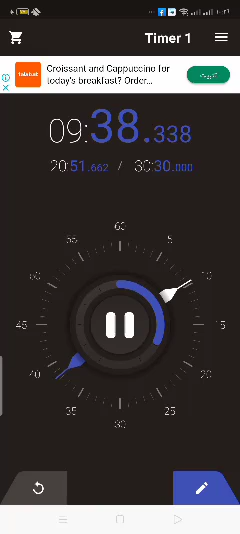 Timer 1
talabat
Croissant and Cappuccino for
today's breakfast? Order...
09:38.338
20:51.662 / 30:30.000
60
55
5
50
10
45
15
40
20
35
25
30